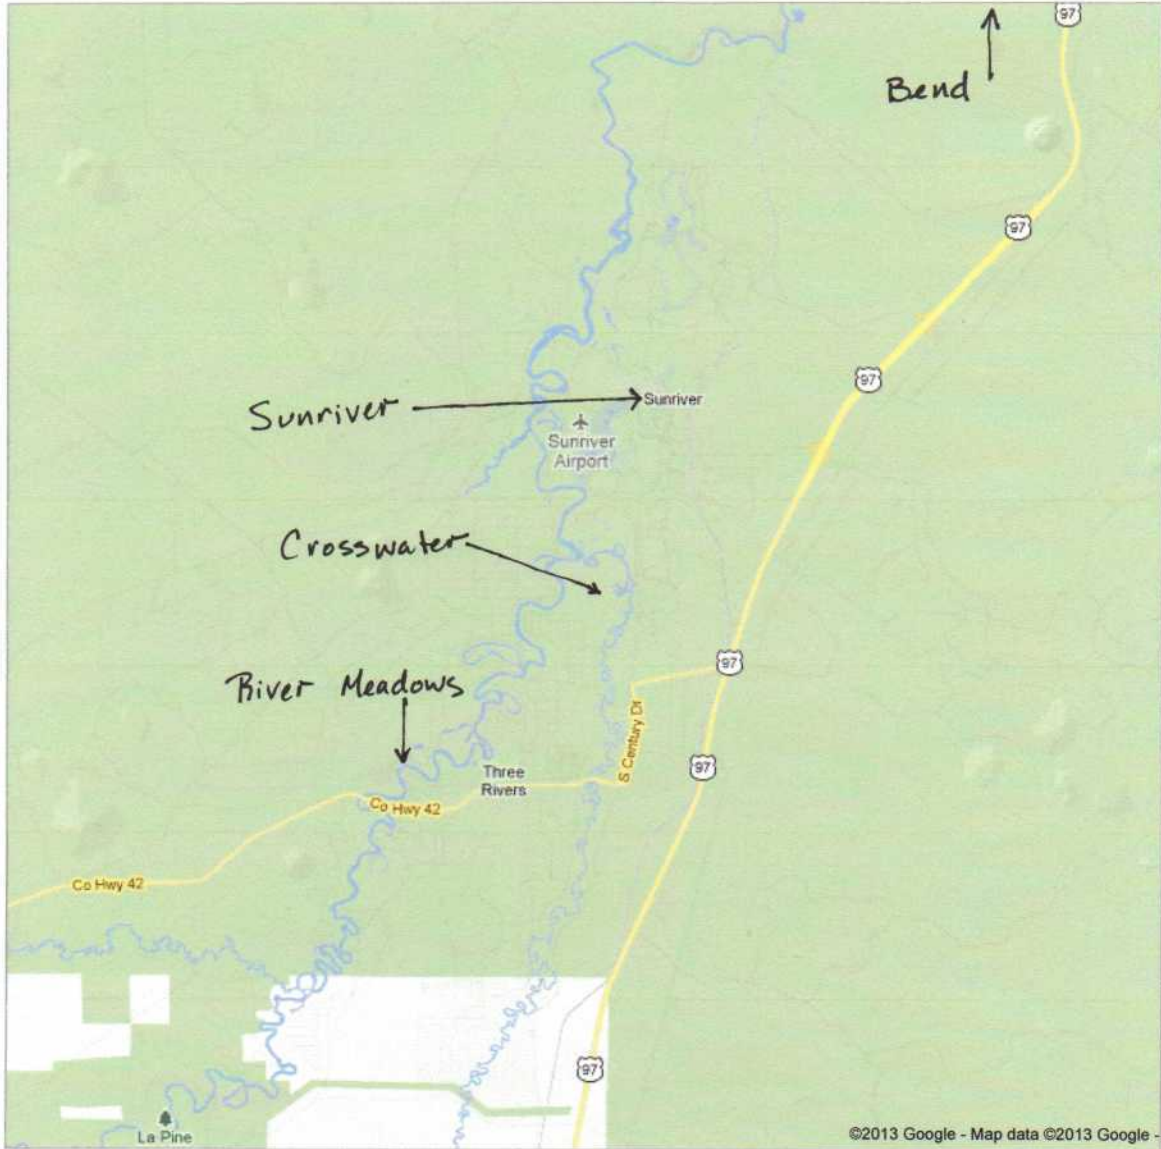 97
Bend
97
97
Sunriver
Sunriver
Sunriver
Airport
Crosswater
97
River Meadows
S Century Dr
97
Three
Rivers
Co Hwy 42
Co Hwy 42
97
La Pine
©2013 Google - Map data ©2013 Google -